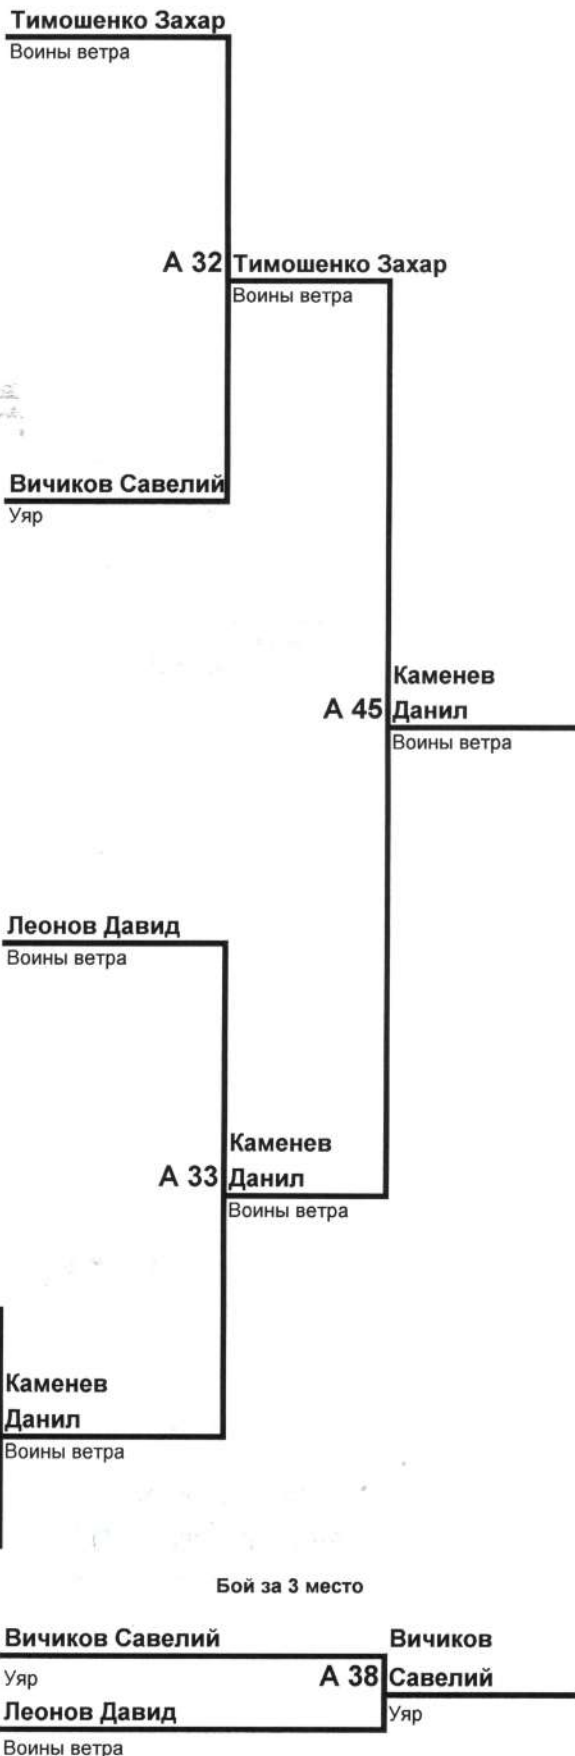 Тимошенко Захар
Воины ветра
А 32 Тимошенко Захар
Воины ветра
Вичиков Савелий
Уяр
Каменев
А 45 Данил
Воины ветра
Леонов Давид
Воины ветра
Каменев
А 33 Данил
Воины ветра
Каменев
Данил
Воины ветра
Бой за 3 место
Вичиков Савелий Вичиков
Уяр А 38 Савелий
Леонов Давид Уяр
Воины ветра